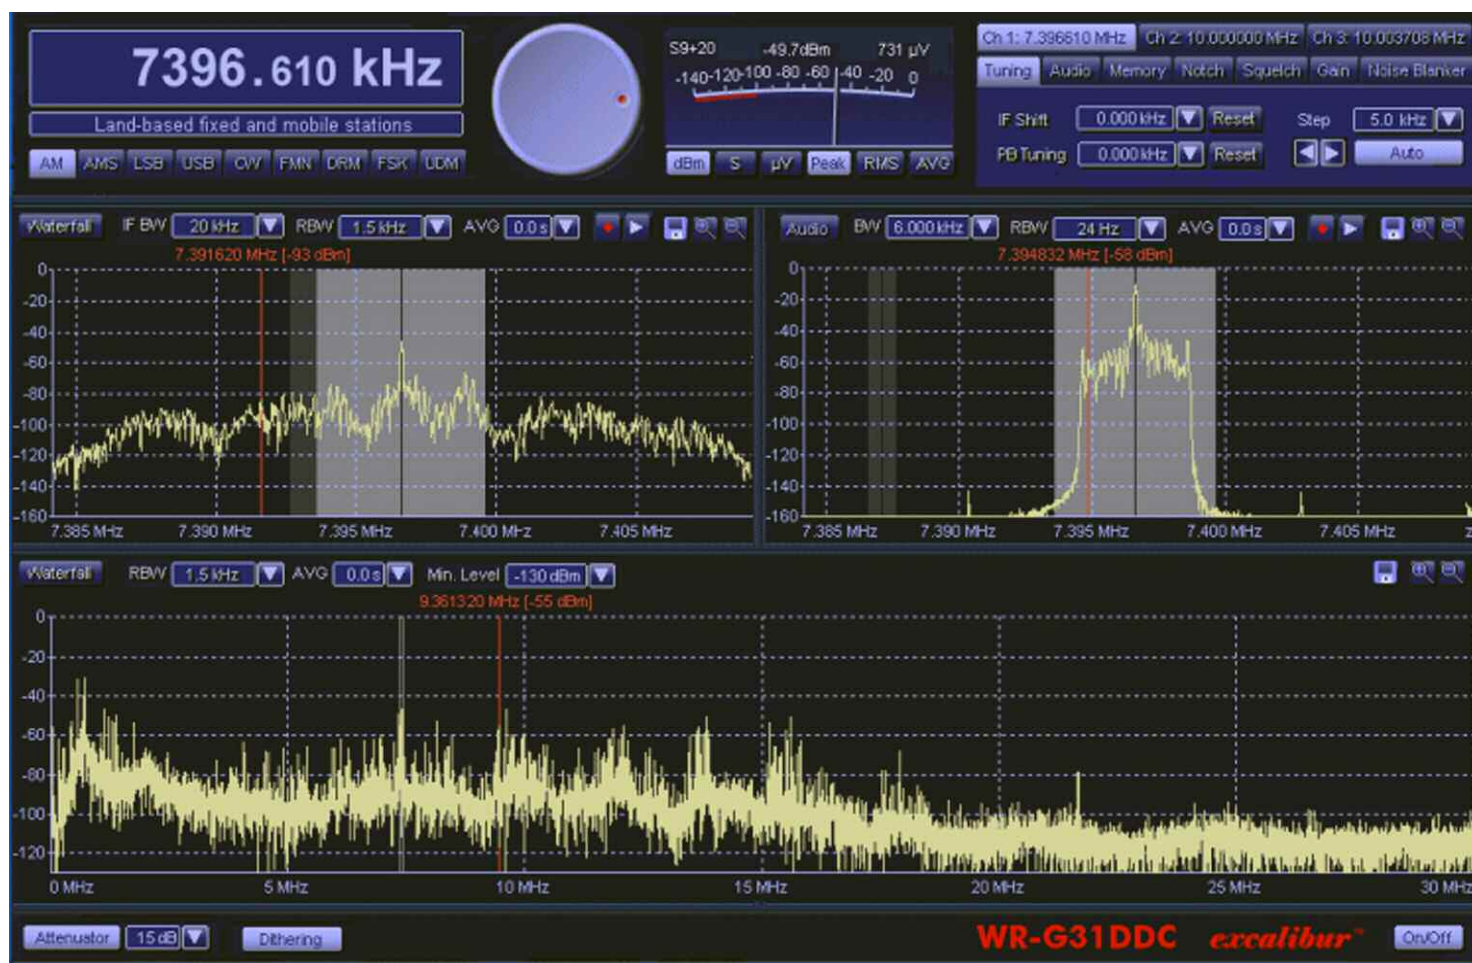 7396.610 kHz
Land-based fixed and mobile stations
AM AMS LSB USB CW FMN DRM FSK UDM
S9+20 -49.7dBm 731 µV
-140 -120 -100 -80 -60 -40 -20 0
dBm S µV Peak RMS AVG
Ch 1: 7.396610 MHz Ch 2: 10.000000 MHz Ch 3: 10.003708 MHz
Tuning Audio Memory Notch Squelch Gain Noise Blanker
IF Shift 0.000 kHz Reset Step 5.0 kHz
PB Tuning 0.000 kHz Reset Auto
Waterfall IF BW 20 kHz RBW 1.5 kHz AVG 0.0 s
7.391620 MHz [-93 dBm]
0
-20
-40
-60
-80
-100
-120
-140
-160
7.385 MHz 7.390 MHz 7.395 MHz 7.400 MHz 7.405 MHz
Audio BW 6.000 kHz RBW 24 Hz AVG 0.0 s
7.394832 MHz [-58 dBm]
0
-20
-40
-60
-80
-100
-120
-140
-160
7.385 MHz 7.390 MHz 7.395 MHz 7.400 MHz 7.405 MHz
Waterfall RBW 1.5 kHz AVG 0.0 s Min. Level -130 dBm
9.361320 MHz [-55 dBm]
0
-20
-40
-60
-80
-100
-120
0 MHz 5 MHz 10 MHz 15 MHz 20 MHz 25 MHz 30 MHz
Attenuator 15 dB Dithering WR-G31DDC excalibur™ On/Off